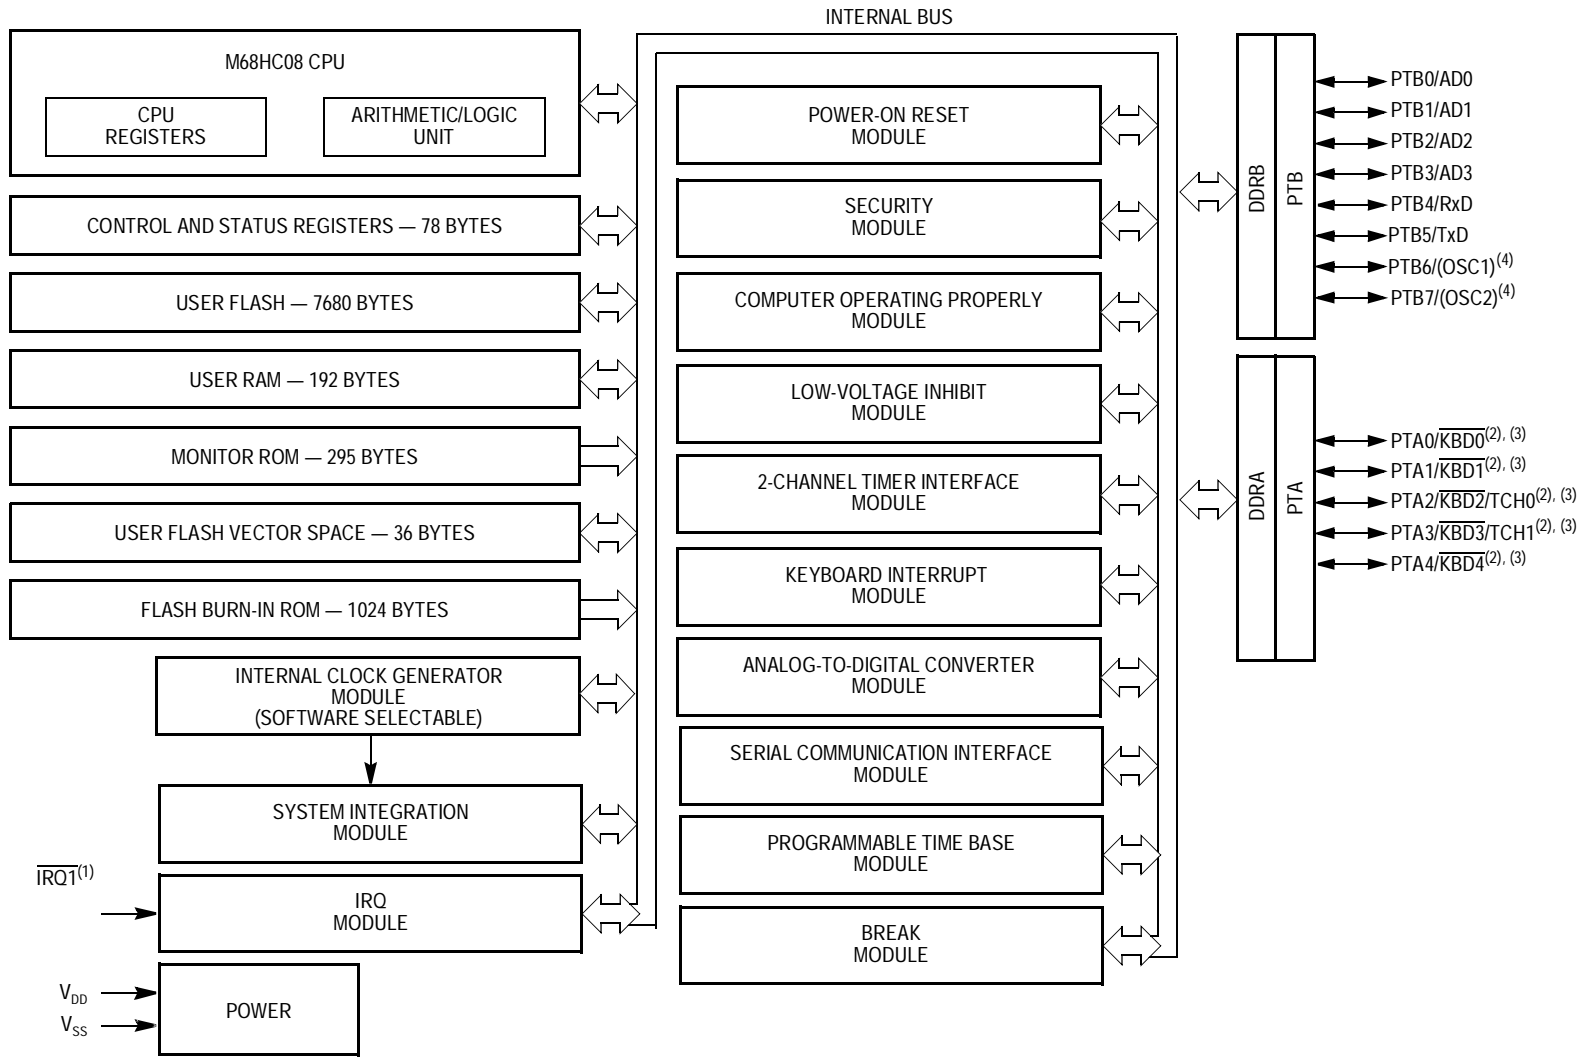 INTERNAL BUS
M68HC08 CPU
CPU
REGISTERS
ARITHMETIC/LOGIC
UNIT
CONTROL AND STATUS REGISTERS — 78 BYTES
USER FLASH — 7680 BYTES
USER RAM — 192 BYTES
MONITOR ROM — 295 BYTES
USER FLASH VECTOR SPACE — 36 BYTES
FLASH BURN-IN ROM — 1024 BYTES
INTERNAL CLOCK GENERATOR
MODULE
(SOFTWARE SELECTABLE)
SYSTEM INTEGRATION
MODULE
IRQ1(1)
IRQ
MODULE
VDD
VSS
POWER
POWER-ON RESET
MODULE
SECURITY
MODULE
COMPUTER OPERATING PROPERLY
MODULE
LOW-VOLTAGE INHIBIT
MODULE
2-CHANNEL TIMER INTERFACE
MODULE
KEYBOARD INTERRUPT
MODULE
ANALOG-TO-DIGITAL CONVERTER
MODULE
SERIAL COMMUNICATION INTERFACE
MODULE
PROGRAMMABLE TIME BASE
MODULE
BREAK
MODULE
DDRB
PTB
PTB0/AD0
PTB1/AD1
PTB2/AD2
PTB3/AD3
PTB4/RxD
PTB5/TxD
PTB6/(OSC1)(4)
PTB7/(OSC2)(4)
DDRA
PTA
PTA0/KBD0(2), (3)
PTA1/KBD1(2), (3)
PTA2/KBD2/TCH0(2), (3)
PTA3/KBD3/TCH1(2), (3)
PTA4/KBD4(2), (3)